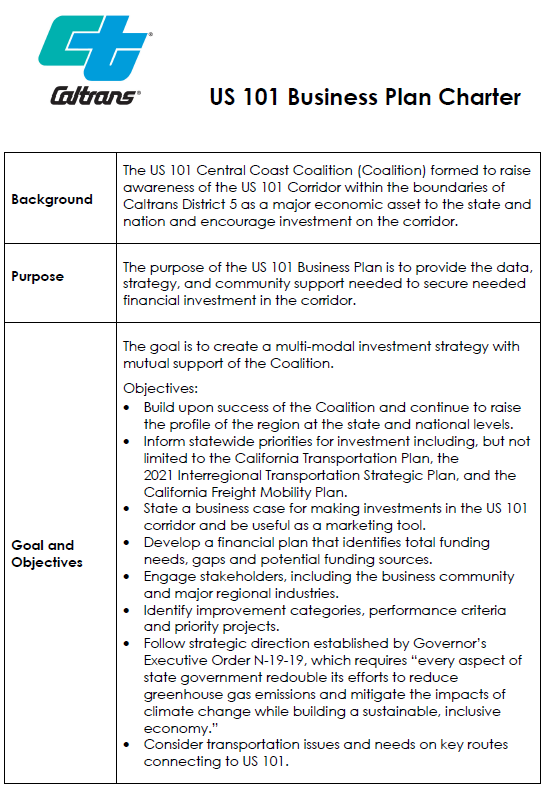 Caltrans®
US 101 Business Plan Charter
Background
The US 101 Central Coast Coalition (Coalition) formed to raise
awareness of the US 101 Corridor within the boundaries of
Caltrans District 5 as a major economic asset to the state and
nation and encourage investment on the corridor.
Purpose
The purpose of the US 101 Business Plan is to provide the data,
strategy, and community support needed to secure needed
financial investment in the corridor.
Goal and
Objectives
The goal is to create a multi-modal investment strategy with
mutual support of the Coalition.
Objectives:
• Build upon success of the Coalition and continue to raise
the profile of the region at the state and national levels.
• Inform statewide priorities for investment including, but not
limited to the California Transportation Plan, the
2021 Interregional Transportation Strategic Plan, and the
California Freight Mobility Plan.
• State a business case for making investments in the US 101
corridor and be useful as a marketing tool.
• Develop a financial plan that identifies total funding
needs, gaps and potential funding sources.
• Engage stakeholders, including the business community
and major regional industries.
• Identify improvement categories, performance criteria
and priority projects.
• Follow strategic direction established by Governor’s
Executive Order N-19-19, which requires “every aspect of
state government redouble its efforts to reduce
greenhouse gas emissions and mitigate the impacts of
climate change while building a sustainable, inclusive
economy.”
• Consider transportation issues and needs on key routes
connecting to US 101.